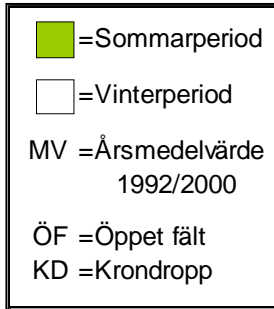 =Sommarperiod
=Vinterperiod
MV =Årsmedelvärde
1992/2000
ÖF =Öppet fält
KD =Krondropp